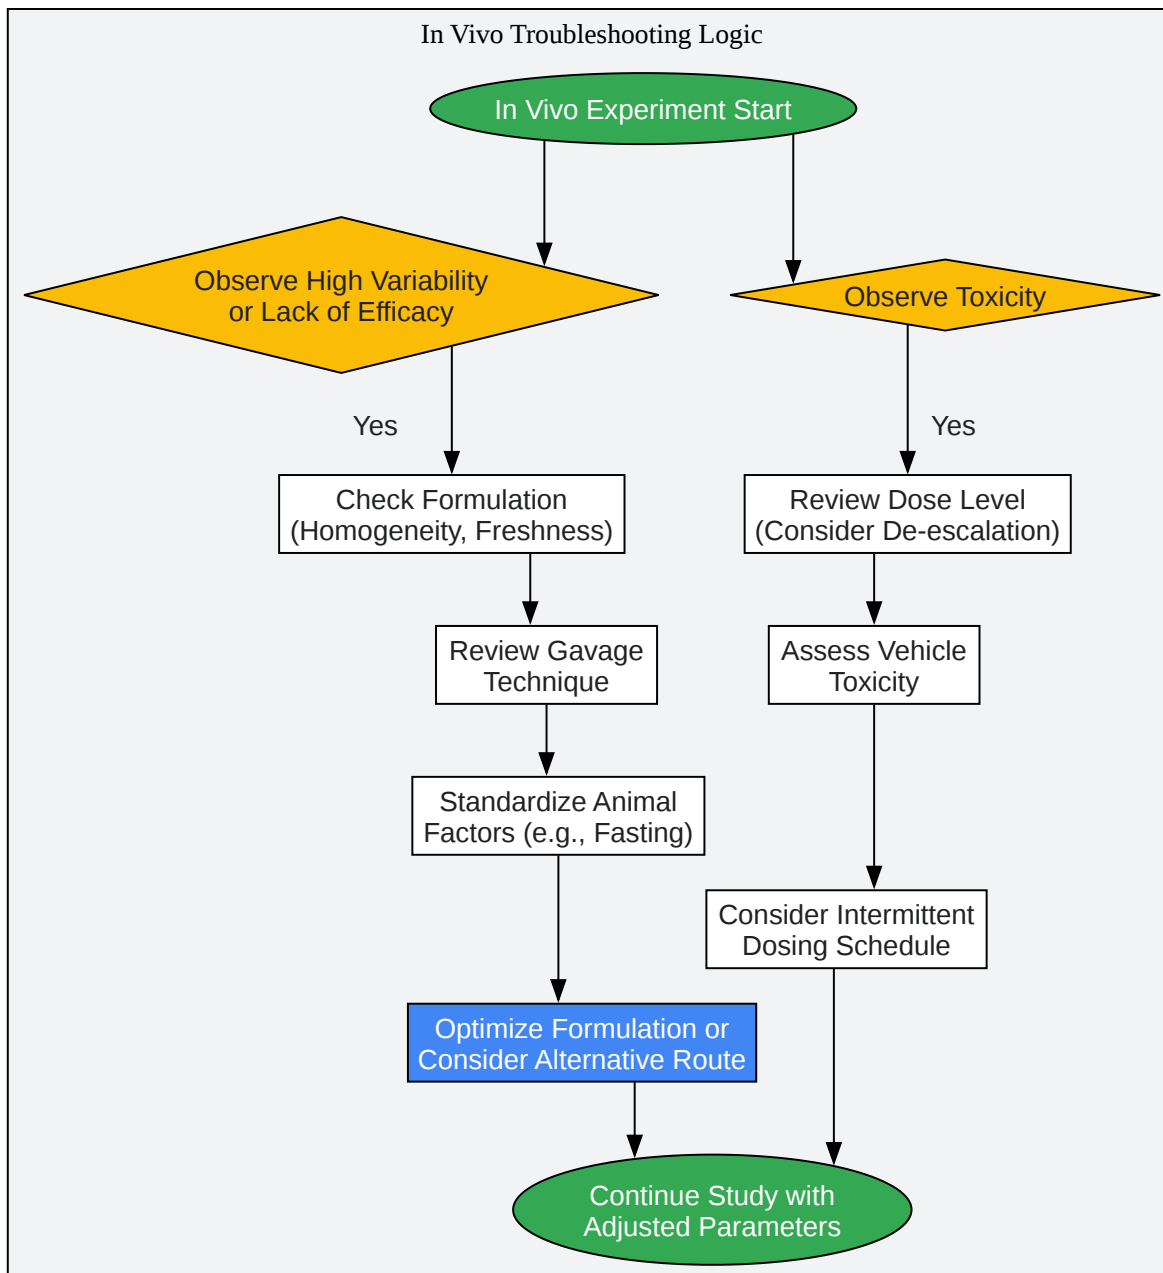 In Vivo Troubleshooting Logic
In Vivo Experiment Start
Observe High Variability
or Lack of Efficacy
Observe Toxicity
Yes
Yes
Check Formulation
(Homogeneity, Freshness)
Review Dose Level
(Consider De-escalation)
Review Gavage
Technique
Assess Vehicle
Toxicity
Standardize Animal
Factors (e.g., Fasting)
Consider Intermittent
Dosing Schedule
Optimize Formulation or
Consider Alternative Route
Continue Study with
Adjusted Parameters